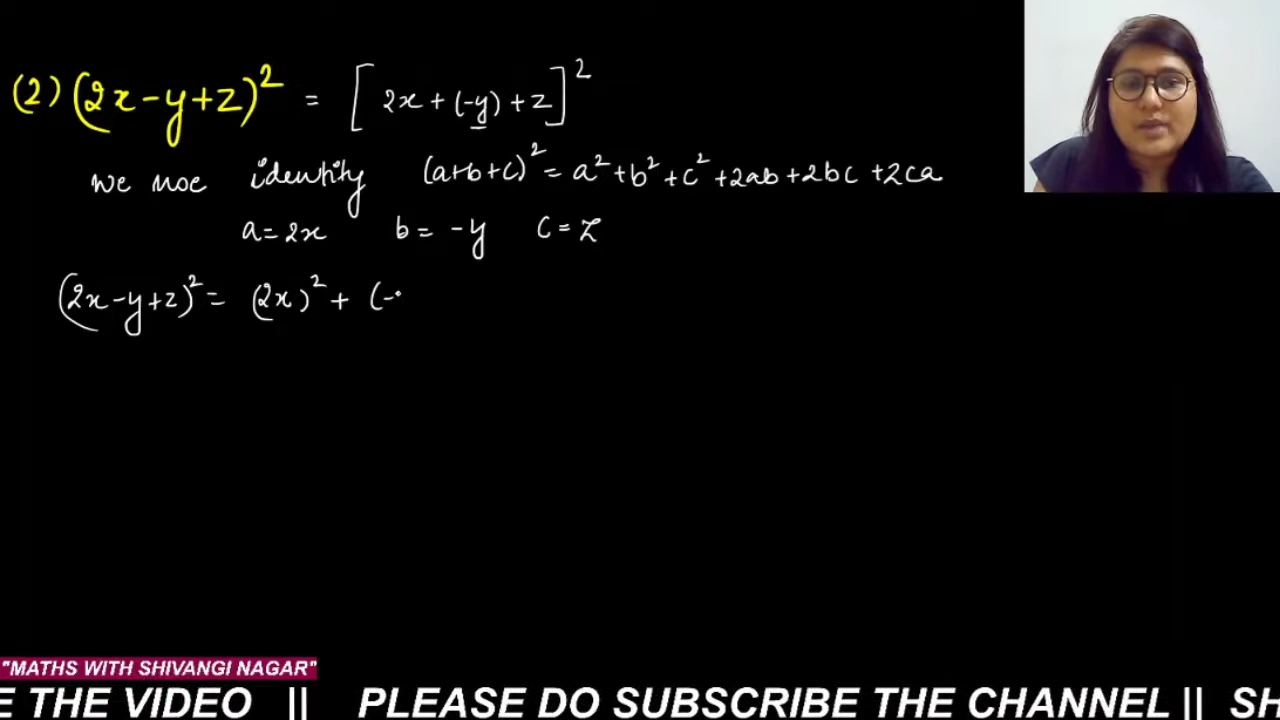 (2) (2x-y+z)² = [2x+(-y)+z]²
we use identity (a+b+c)² = a²+b²+c²+2ab+2bc+2ca
a=2x b=-y c=z
(2x-y+z)² = (2x)² + (-
"MATHS WITH SHIVANGI NAGAR"
E THE VIDEO || PLEASE DO SUBSCRIBE THE CHANNEL || SH